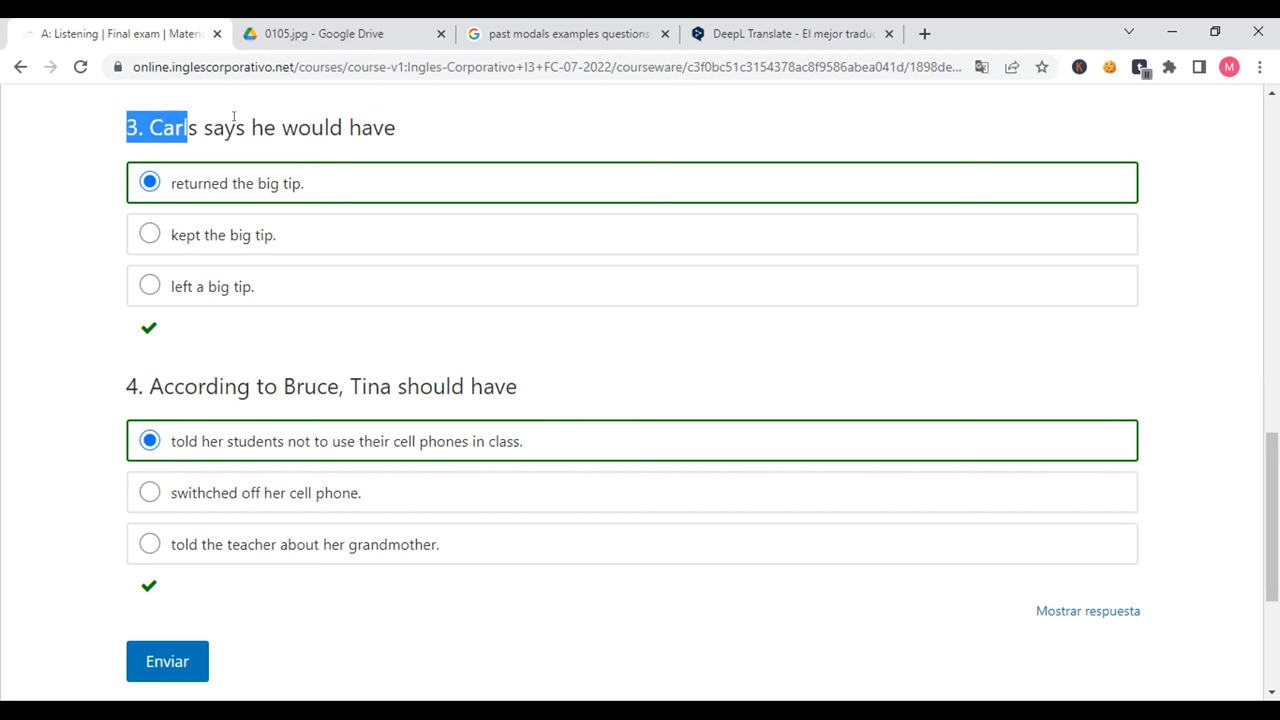 A: Listening | Final exam | Materi
0105.jpg - Google Drive
past modals examples questions
DeepL Translate - El mejor traduc
online.inglescorporativo.net/courses/course-v1:Ingles-Corporativo+I3+FC-07-2022/courseware/c3f0bc51c3154378ac8f9586abea041d/1898de...
3. Carls says he would have
returned the big tip.
kept the big tip.
left a big tip.
4. According to Bruce, Tina should have
told her students not to use their cell phones in class.
swithched off her cell phone.
told the teacher about her grandmother.
Mostrar respuesta
Enviar